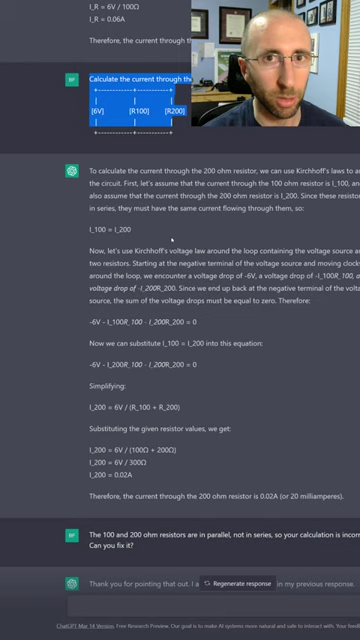 I_R = 6V / 100Ω
I_R = 0.06A
Therefore, the current through the
BF
Calculate the current through th
+-----------+-----------+
| | |
[6V] [R100] [R200]
| | |
+-----------+-----------+
To calculate the current through the 200 ohm resistor, we can use Kirchhoff's laws to an
the circuit. First, let's assume that the current through the 100 ohm resistor is I_100, and
also assume that the current through the 200 ohm resistor is I_200. Since these resistor
in series, they must have the same current flowing through them, so:
I_100 = I_200
Now, let's use Kirchhoff's voltage law around the loop containing the voltage source an
two resistors. Starting at the negative terminal of the voltage source and moving clocks
around the loop, we encounter a voltage drop of -6V, a voltage drop of -I_100R_100, a
voltage drop of -I_200R_200. Since we end up back at the negative terminal of the volta
source, the sum of the voltage drops must be equal to zero. Therefore:
-6V - I_100R_100 - I_200R_200 = 0
Now we can substitute I_100 = I_200 into this equation:
-6V - I_200R_100 - I_200R_200 = 0
Simplifying:
I_200 = 6V / (R_100 + R_200)
Substituting the given resistor values, we get:
I_200 = 6V / (100Ω + 200Ω)
I_200 = 6V / 300Ω
I_200 = 0.02A
Therefore, the current through the 200 ohm resistor is 0.02A (or 20 milliamperes).
BF
The 100 and 200 ohm resistors are in parallel, not in series, so your calculation is incorr
Can you fix it?
Thank you for pointing that out. I a
Regenerate response
in my previous response.
ChatGPT Mar 14 Version. Free Research Preview. Our goal is to make AI systems more natural and safe to interact with. Your feedb